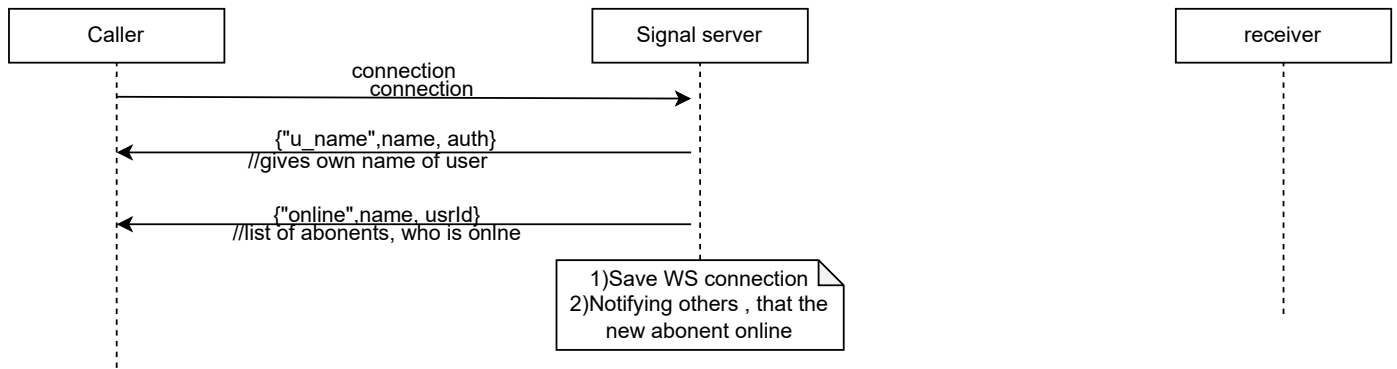 Caller
Signal server
receiver
connection
connection
{"u_name",name, auth}
//gives own name of user
{"online",name, usrId}
//list of abonents, who is onlne
1)Save WS connection
2)Notifying others , that the
new abonent online